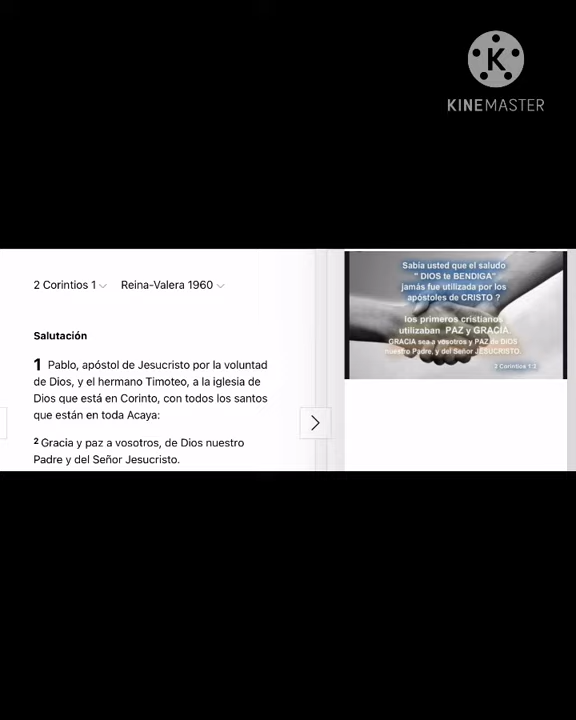 KINEMASTER
2 Corintios 1 Reina-Valera 1960
Salutación
1 Pablo, apóstol de Jesucristo por la voluntad
de Dios, y el hermano Timoteo, a la iglesia de
Dios que está en Corinto, con todos los santos
que están en toda Acaya:
2 Gracia y paz a vosotros, de Dios nuestro
Padre y del Señor Jesucristo.
Sabia usted que el saludo
" DIOS te BENDIGA"
jamás fue utilizada por los
apóstoles de CRISTO ?
los primeros cristianos
utilizaban PAZ y GRACIA.
GRACIA sea a vosotros y PAZ de DIOS
nuestro Padre, y del Señor JESUCRISTO.
2 Corintios 1:2